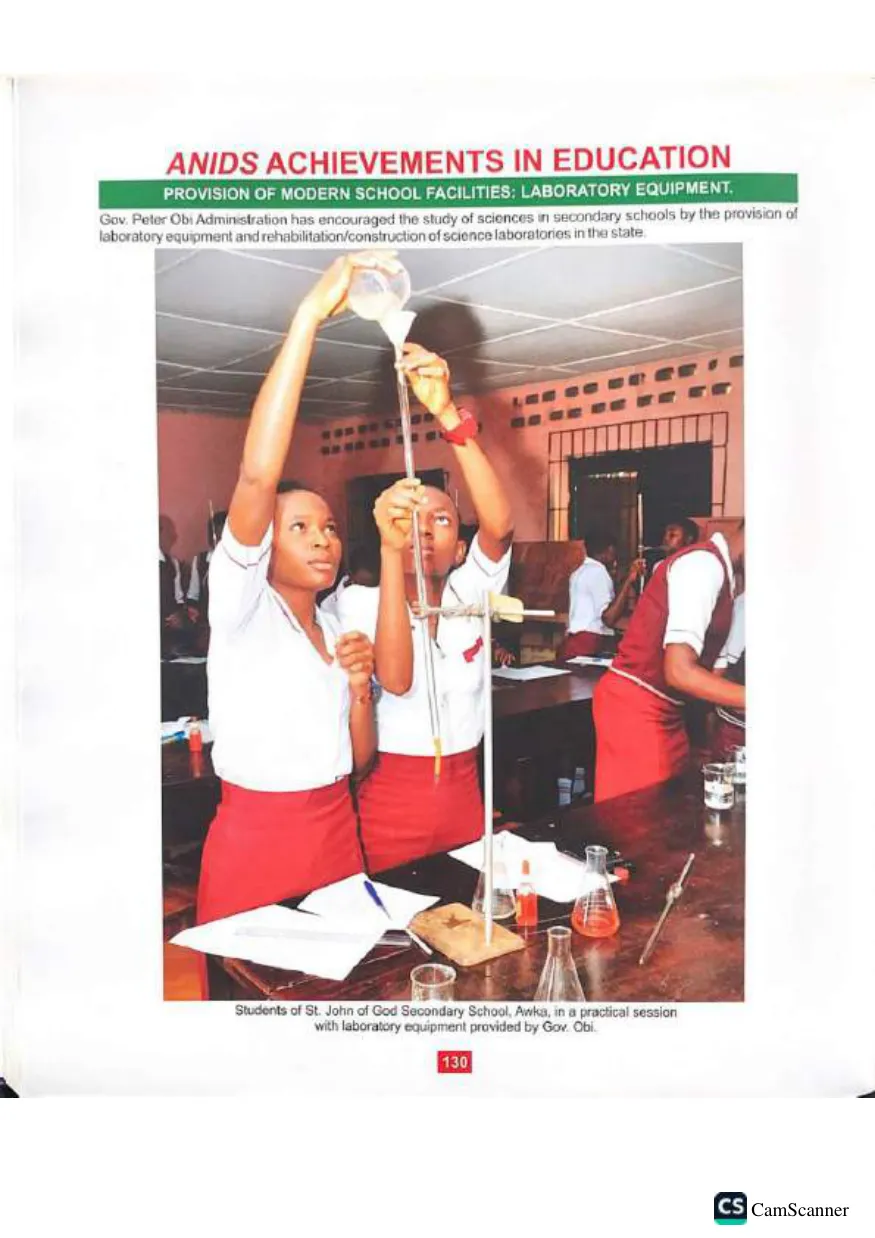 ANIDS ACHIEVEMENTS IN EDUCATION
PROVISION OF MODERN SCHOOL FACILITIES: LABORATORY EQUIPMENT.
Gov. Peter Obi Administration has encouraged the study of sciences in secondary schools by the provision of
laboratory equipment and rehabilitation/construction of science laboratories in the state.
Students of St. John of God Secondary School, Awka, in a practical session
with laboratory equipment provided by Gov. Obi.
130
CS CamScanner